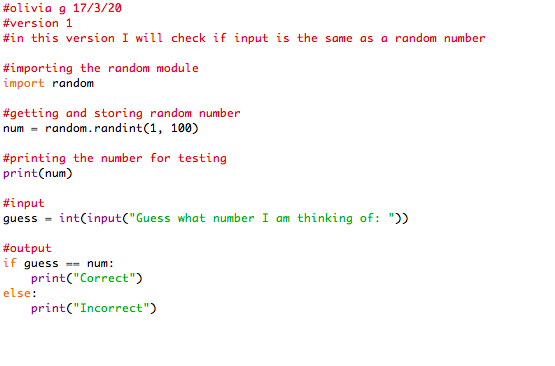 #olivia g 17/3/20
#version 1
#in this version I will check if input is the same as a random number
#importing the random module
import random
#getting and storing random number
num = random.randint(1, 100)
#printing the number for testing
print(num)
#input
guess = int(input("Guess what number I am thinking of: "))
#output
if guess == num:
    print("Correct")
else:
    print("Incorrect")